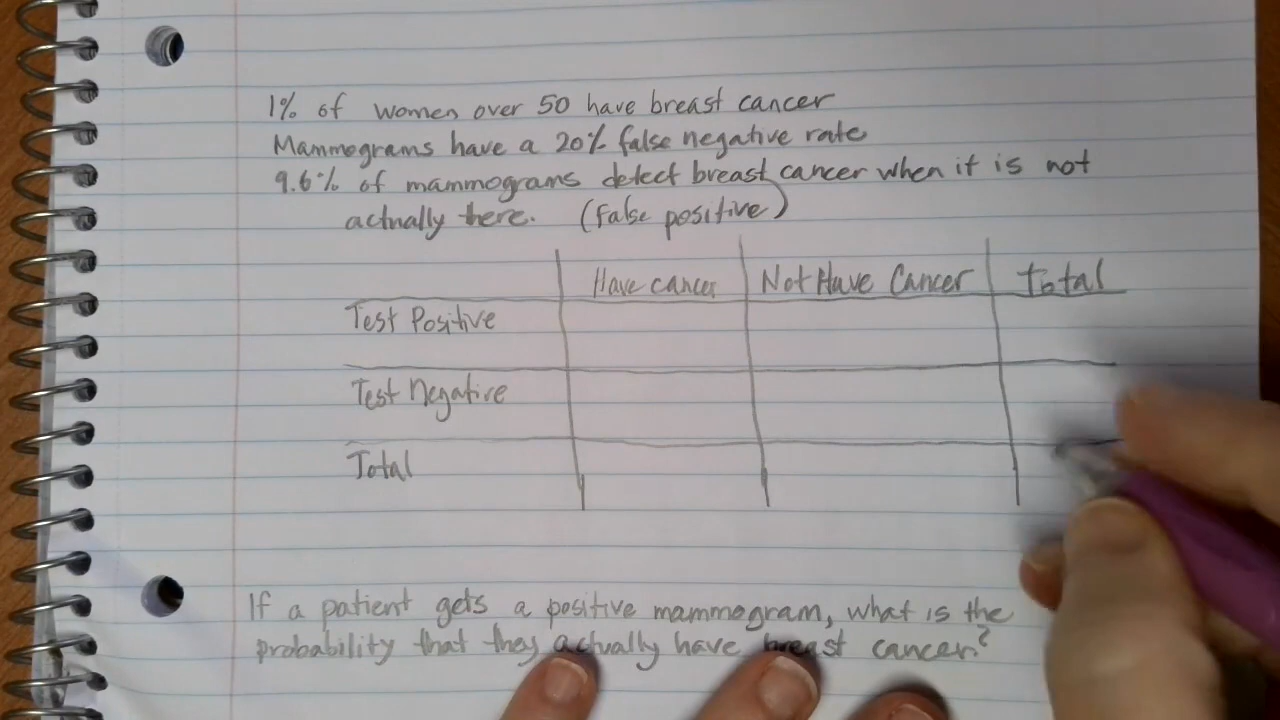 1% of women over 50 have breast cancer
Mammograms have a 20% false negative rate
9.6% of mammograms detect breast cancer when it is not
actually there. (false positive)
Have cancer Not Have Cancer Total
Test Positive
Test Negative
Total
If a patient gets a positive mammogram, what is the
probability that they actually have breast cancer?